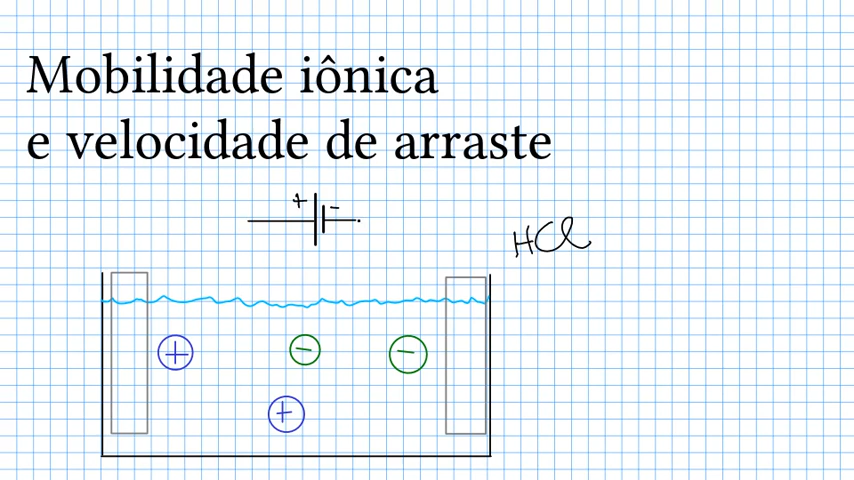 Mobilidade iônica
e velocidade de arraste
+ -
HCl
+ - -
+